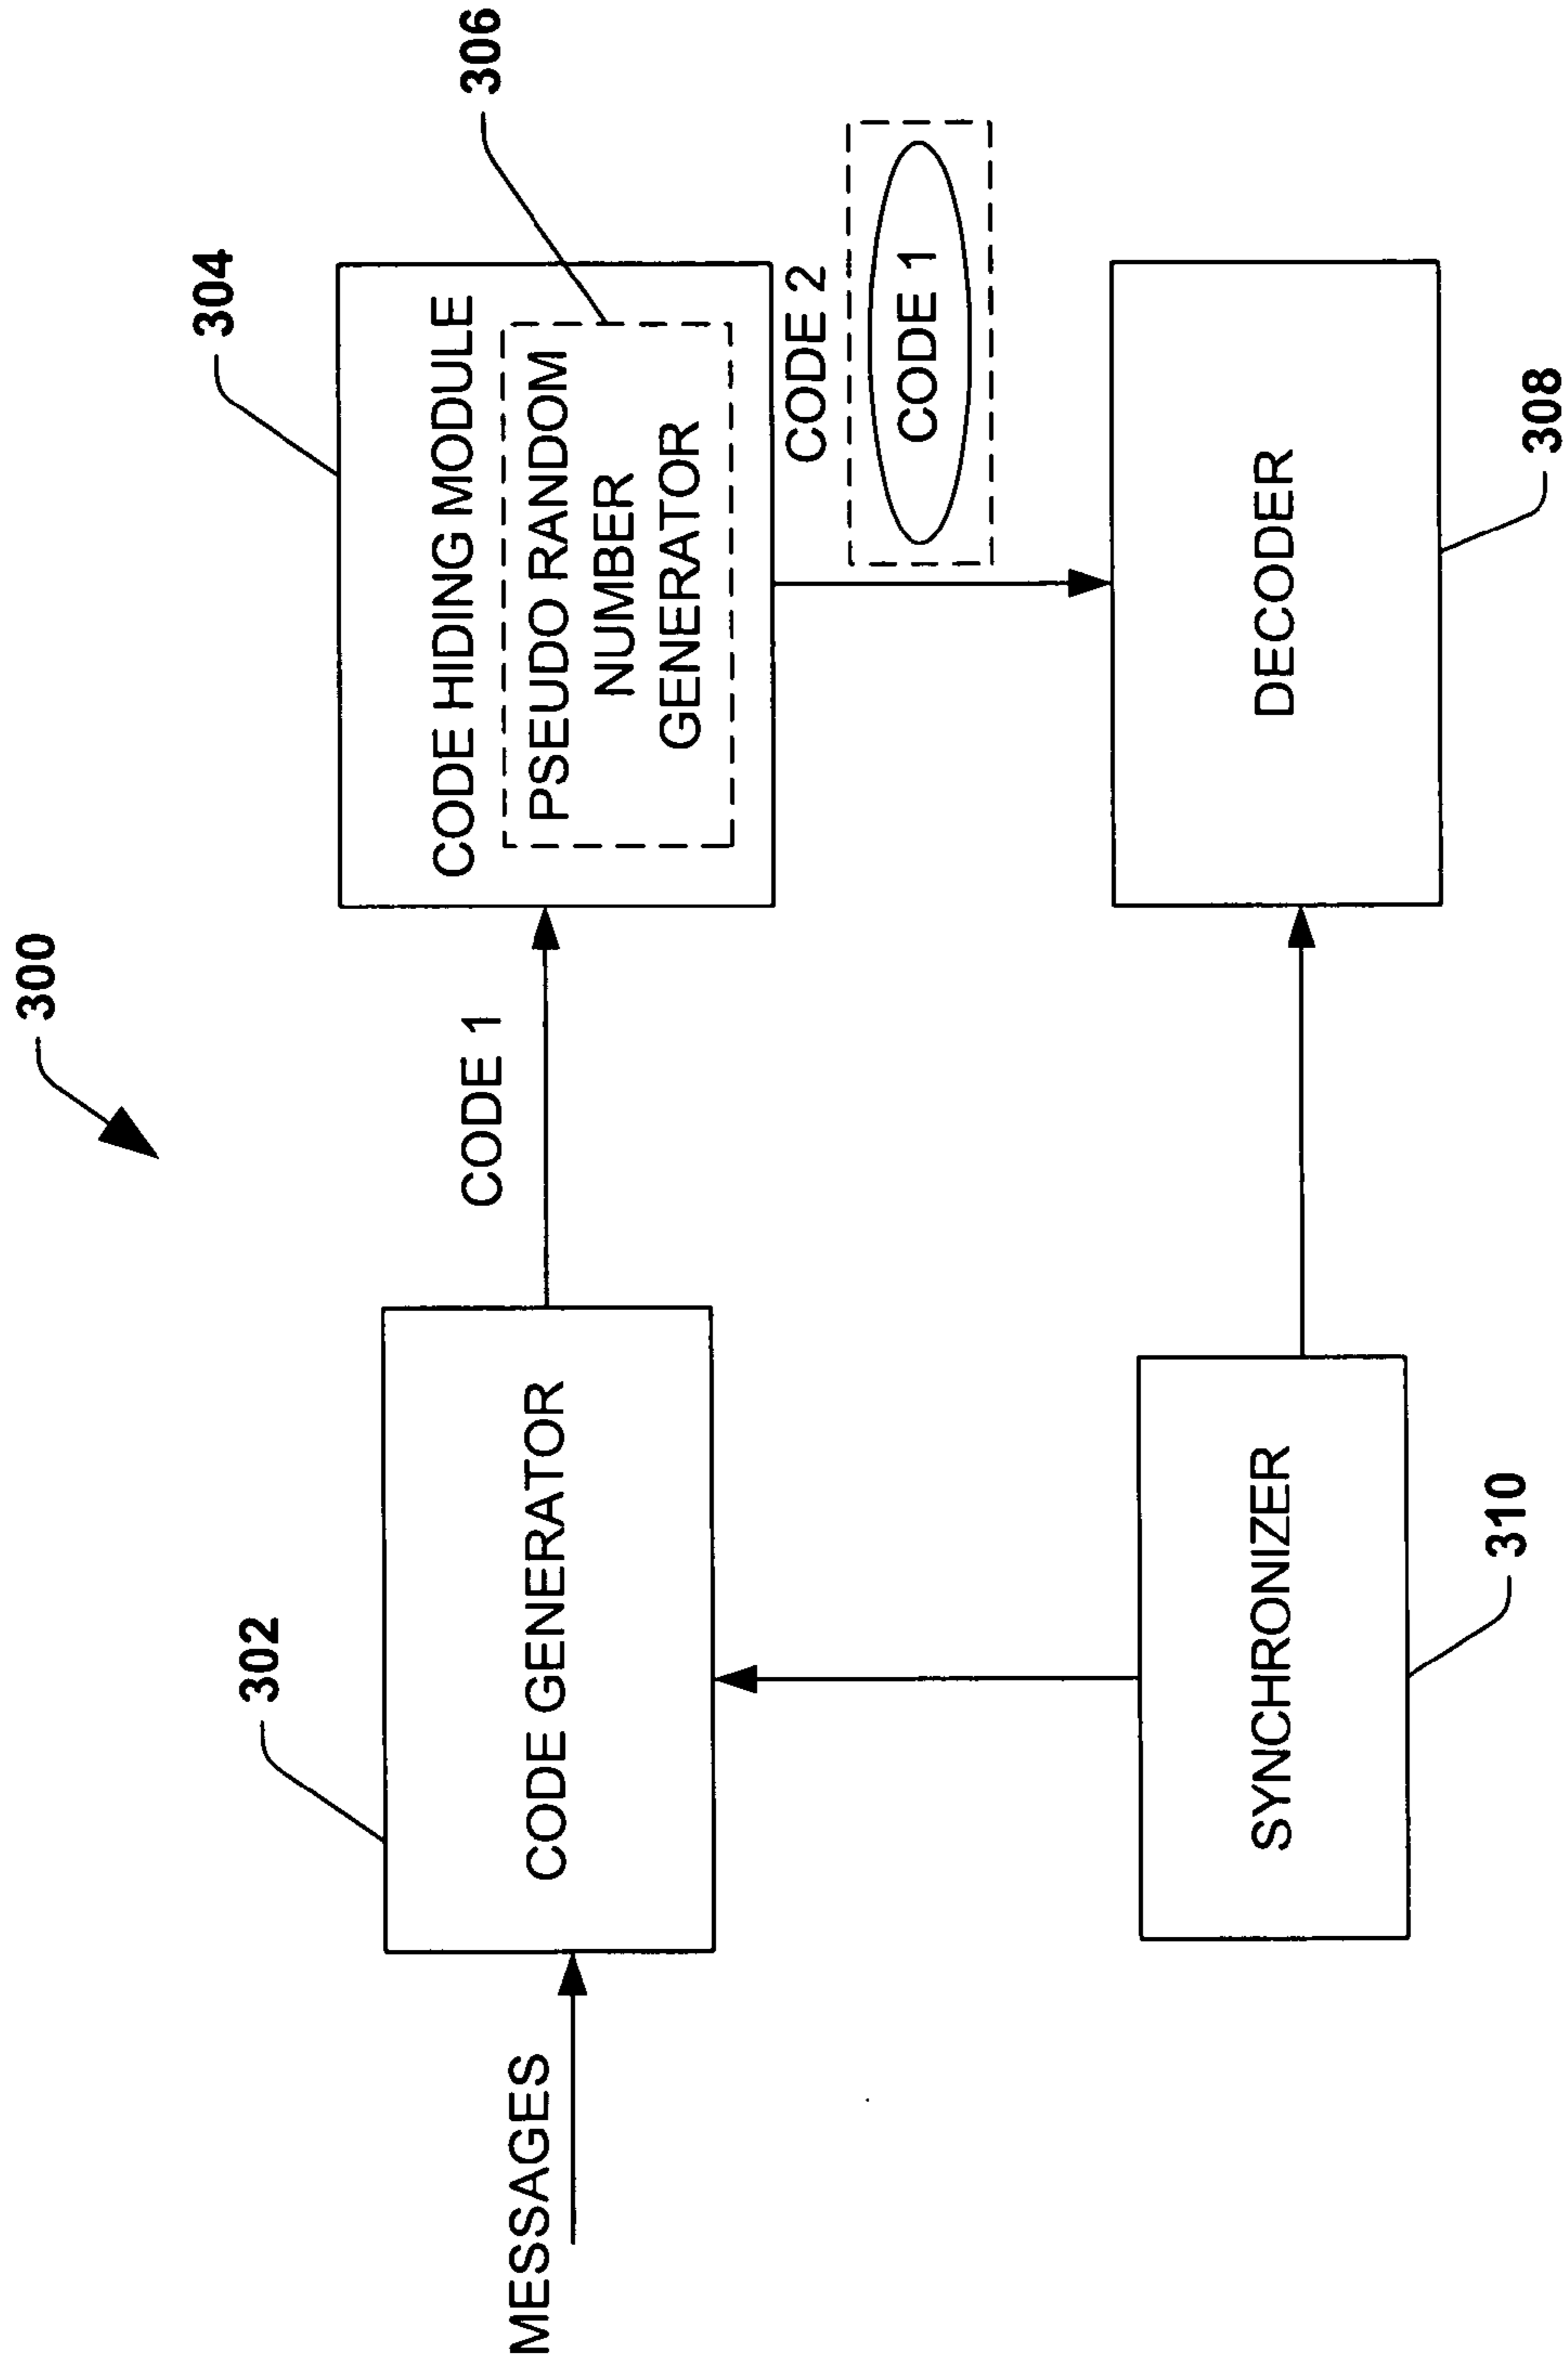 300
304
306
302
CODE 1
CODE HIDING MODULE
PSEUDO RANDOM
NUMBER
GENERATOR
MESSAGES
CODE GENERATOR
CODE 2
CODE 1
SYNCHRONIZER
DECODER
310
308